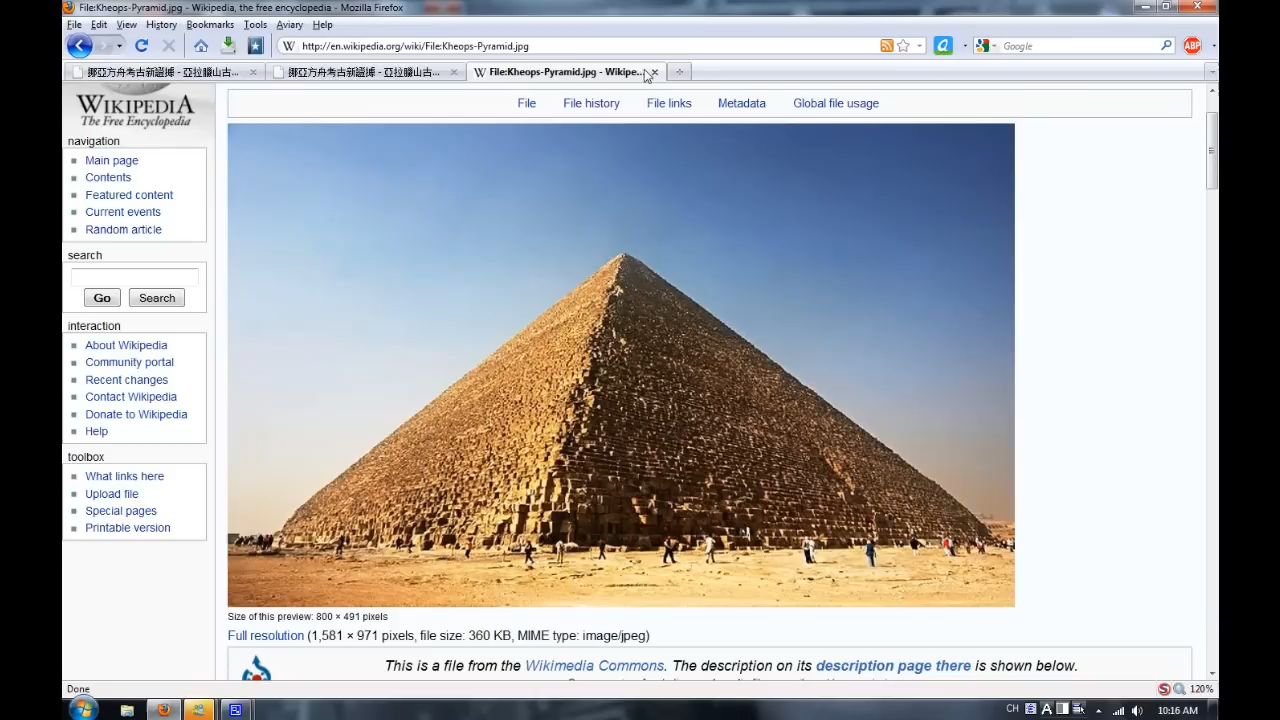 File:Kheops-Pyramid.jpg - Wikipedia, the free encyclopedia - Mozilla Firefox
File Edit View History Bookmarks Tools Aviary Help
http://en.wikipedia.org/wiki/File:Kheops-Pyramid.jpg
Google
ABP
挪亞方舟考古新疆博 - 亞拉臘山古...
挪亞方舟考古新疆博 - 亞拉臘山古...
File:Kheops-Pyramid.jpg - Wikipe...
WIKIPEDIA
The Free Encyclopedia
navigation
Main page
Contents
Featured content
Current events
Random article
search
Go Search
interaction
About Wikipedia
Community portal
Recent changes
Contact Wikipedia
Donate to Wikipedia
Help
toolbox
What links here
Upload file
Special pages
Printable version
File File history File links Metadata Global file usage
Size of this preview: 800 × 491 pixels
Full resolution (1,581 × 971 pixels, file size: 360 KB, MIME type: image/jpeg)
This is a file from the Wikimedia Commons. The description on its description page there is shown below.
Done
120%
CH
10:16 AM